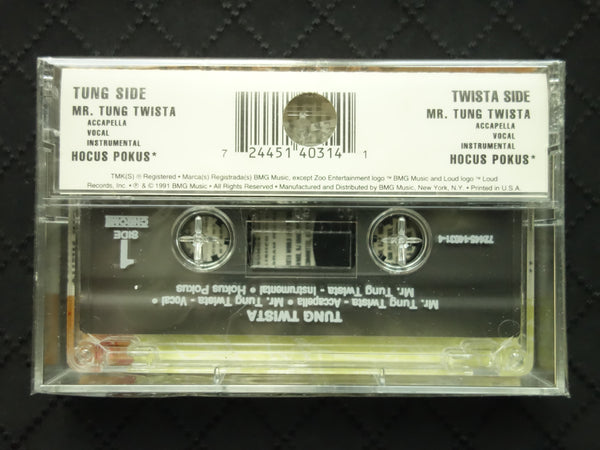 TUNG SIDE
MR. TUNG TWISTA
ACCAPELLA
VOCAL
INSTRUMENTAL
HOCUS POKUS*
7 24451 40314 1
TWISTA SIDE
MR. TUNG TWISTA
ACCAPELLA
VOCAL
INSTRUMENTAL
HOCUS POKUS*
TMK(S) ® Registered • Marca(s) Registrada(s) BMG Music, except Zoo Entertainment logo ™ BMG Music and Loud logo ™ Loud
Records, Inc. • ℗ & © 1991 BMG Music • All Rights Reserved • Manufactured and Distributed by BMG Music, New York, N.Y. • Printed in U.S.A.
TUNG TWISTA
Mr. Tung Twista - Accapella • Mr. Tung Twista - Vocal •
Mr. Tung Twista - Instrumental • Hokus Pokus
72445-14031-4
SIDE
1